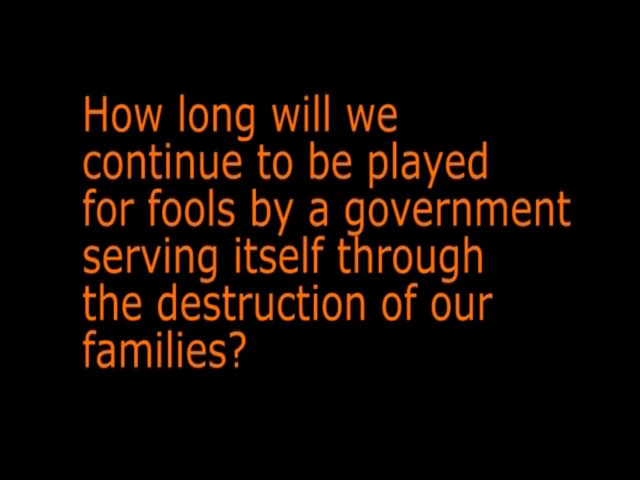 How long will we
continue to be played
for fools by a government
serving itself through
the destruction of our
families?